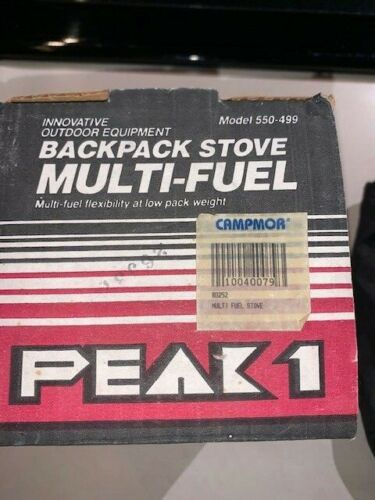 INNOVATIVE
OUTDOOR EQUIPMENT
Model 550-499
BACKPACK STOVE
MULTI-FUEL
Multi-fuel flexibility at low pack weight
CAMPMOR®
10040079
80252
MULTI FUEL STOVE
PEAK 1